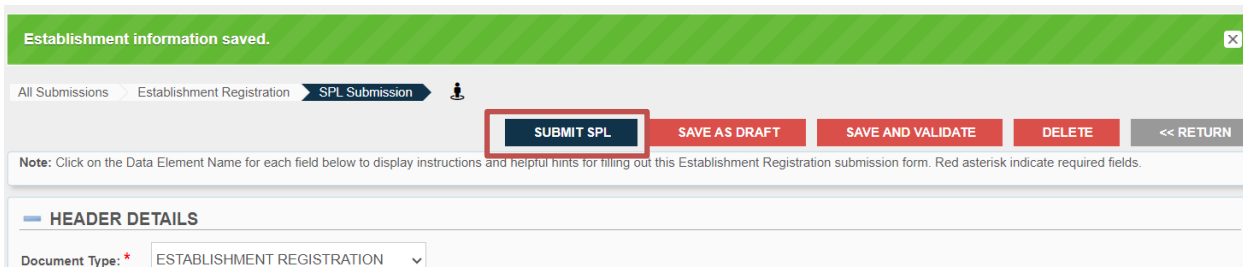 Establishment information saved.
All Submissions Establishment Registration SPL Submission
SUBMIT SPL SAVE AS DRAFT SAVE AND VALIDATE DELETE << RETURN
Note: Click on the Data Element Name for each field below to display instructions and helpful hints for filling out this Establishment Registration submission form. Red asterisk indicate required fields.
HEADER DETAILS
Document Type: * ESTABLISHMENT REGISTRATION